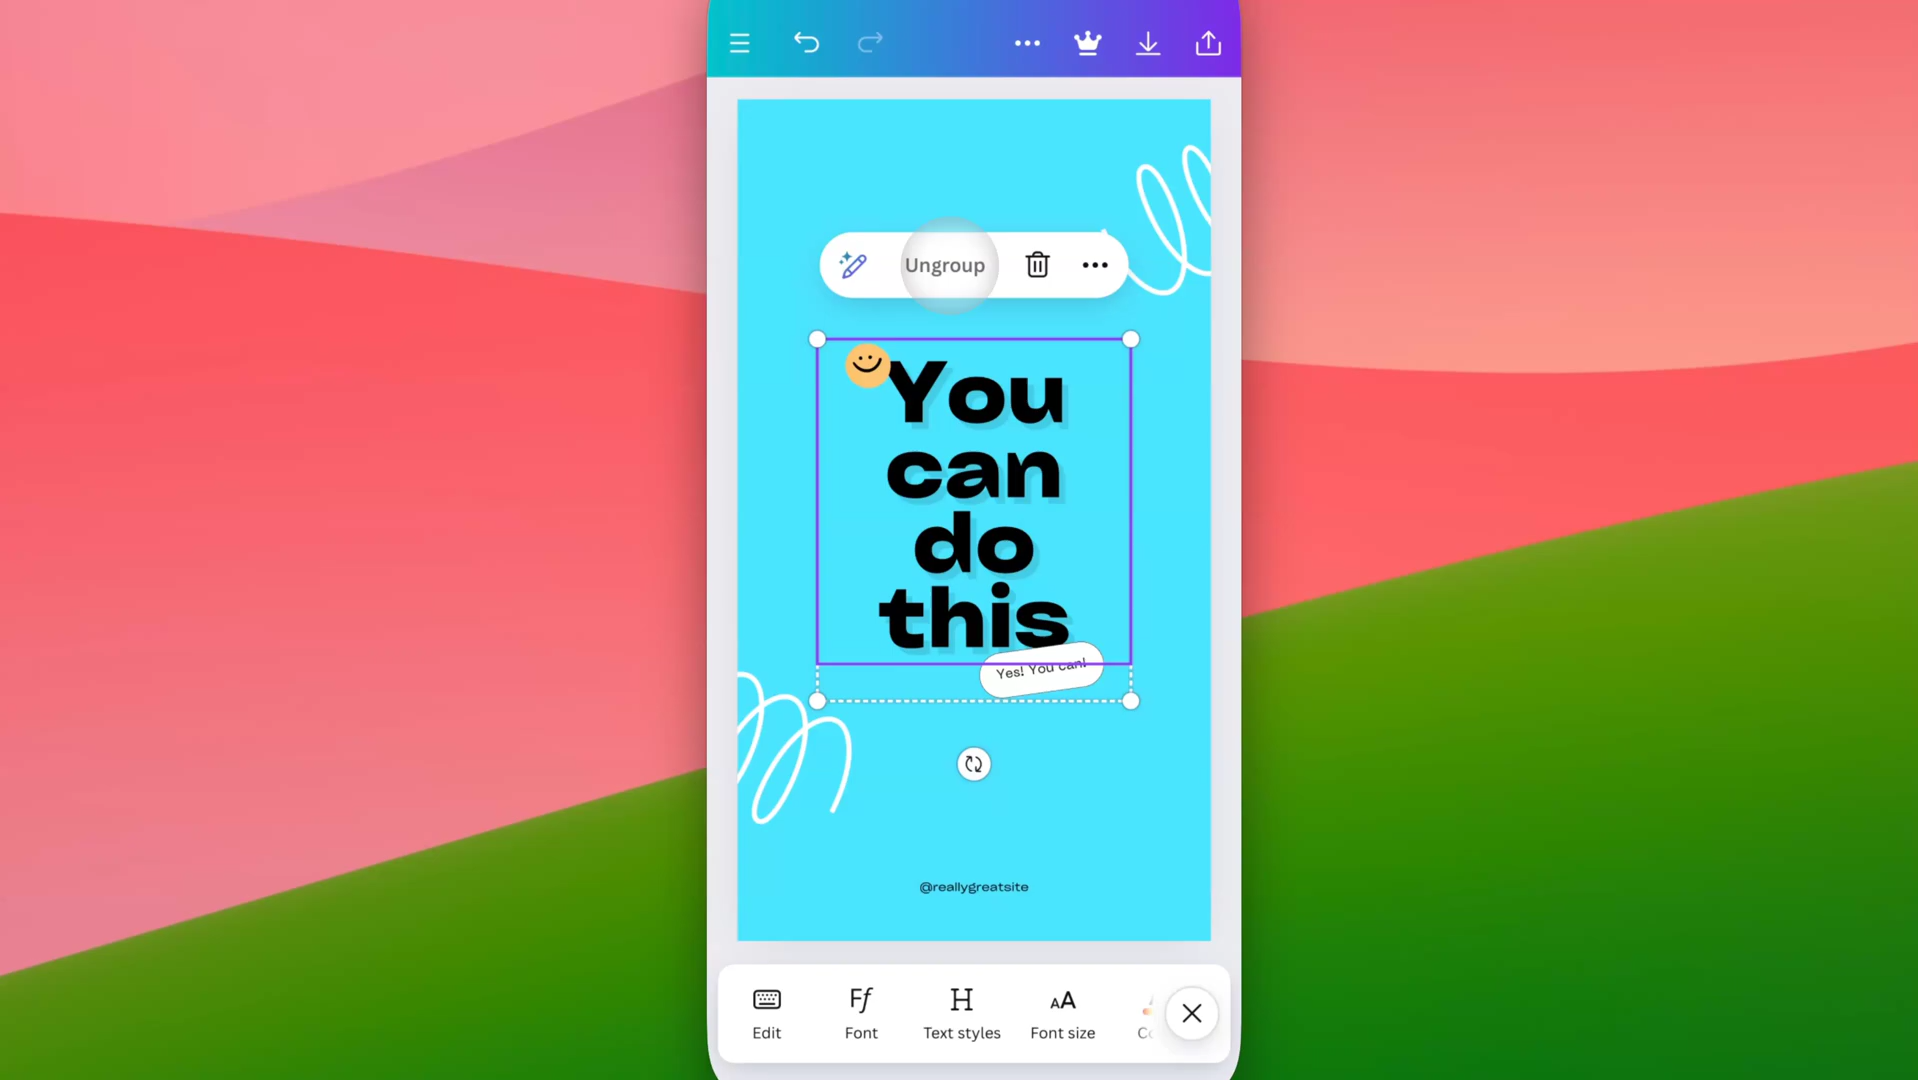 Ungroup
You
can
do
this
Yes! You can!
@reallygreatsite
Edit
Font
Text styles
Font size